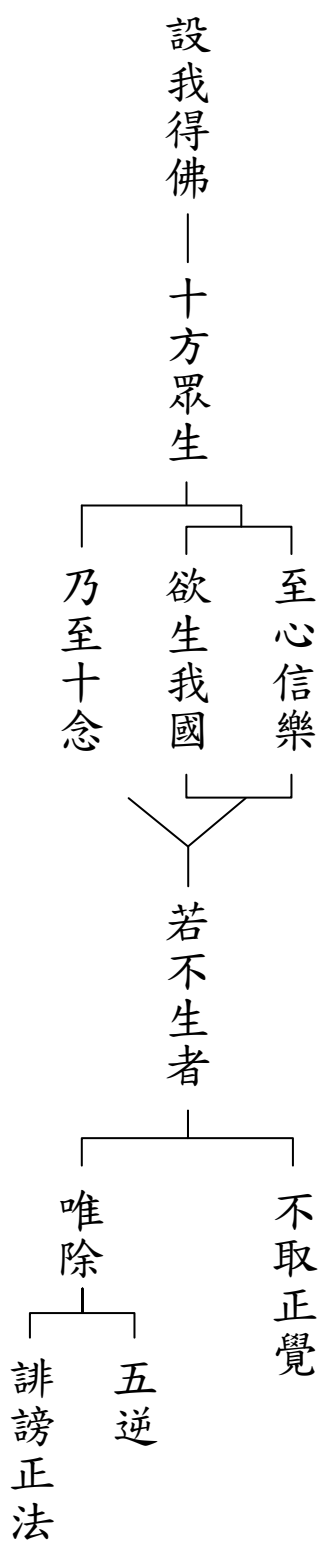 設我得佛
十方眾生
至心信樂
欲生我國
乃至十念
若不生者
不取正覺
唯除
五逆
誹謗正法